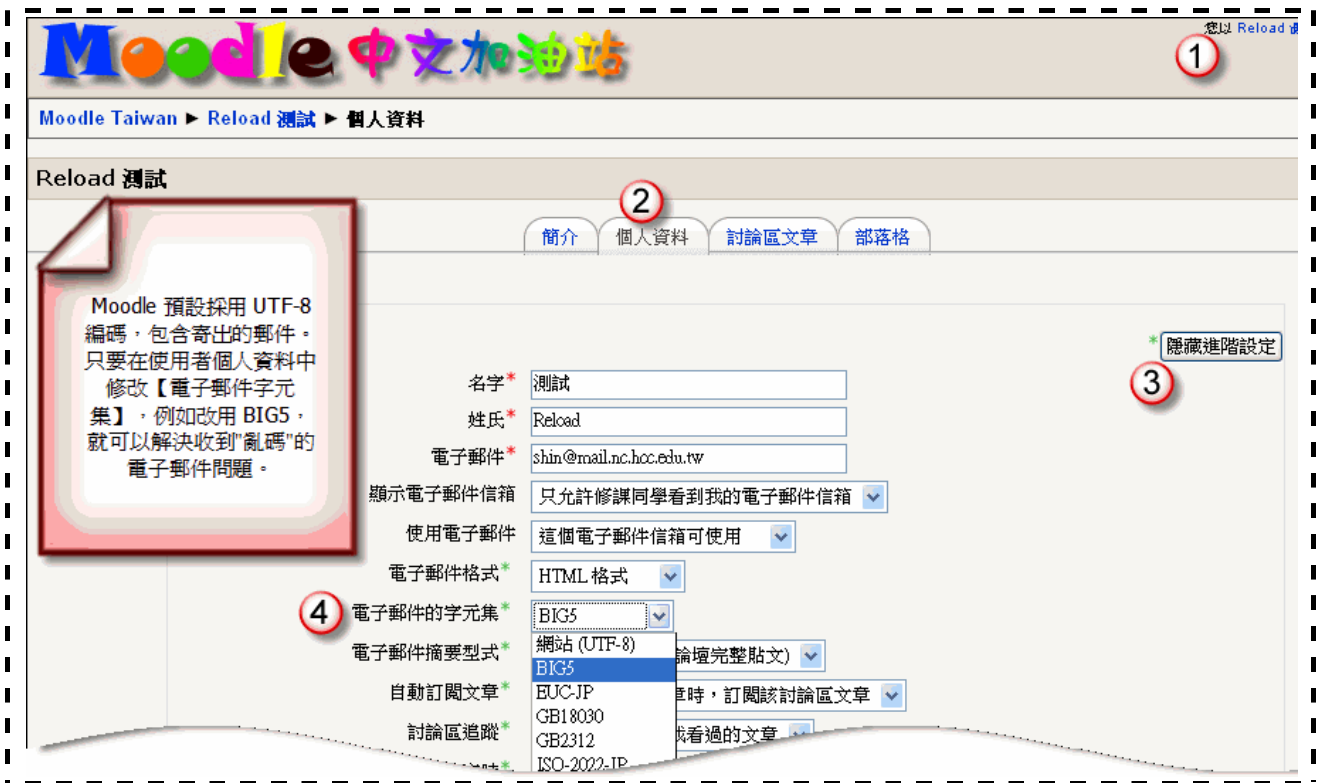 Moodle中文加油站
您以 Reload
1
Moodle Taiwan ► Reload 測試 ► 個人資料
Reload 測試
2
簡介 個人資料 討論區文章 部落格
Moodle 預設採用 UTF-8
編碼，包含寄出的郵件。
只要在使用者個人資料中
修改【電子郵件字元
集】，例如改用 BIG5，
就可以解決收到"亂碼"的
電子郵件問題。
*隱藏進階設定
3
名字* 測試
姓氏* Reload
電子郵件* shin@mail.nc.hcc.edu.tw
顯示電子郵件信箱 只允許修課同學看到我的電子郵件信箱
使用電子郵件 這個電子郵件信箱可使用
電子郵件格式* HTML 格式
4 電子郵件的字元集* BIG5
網站 (UTF-8)
電子郵件摘要型式* 論壇完整貼文)
BIG5
自動訂閱文章* 時，訂閱該討論區文章
EUC-JP
GB18030
討論區追蹤* 看過的文章
GB2312
ISO-2022-JP